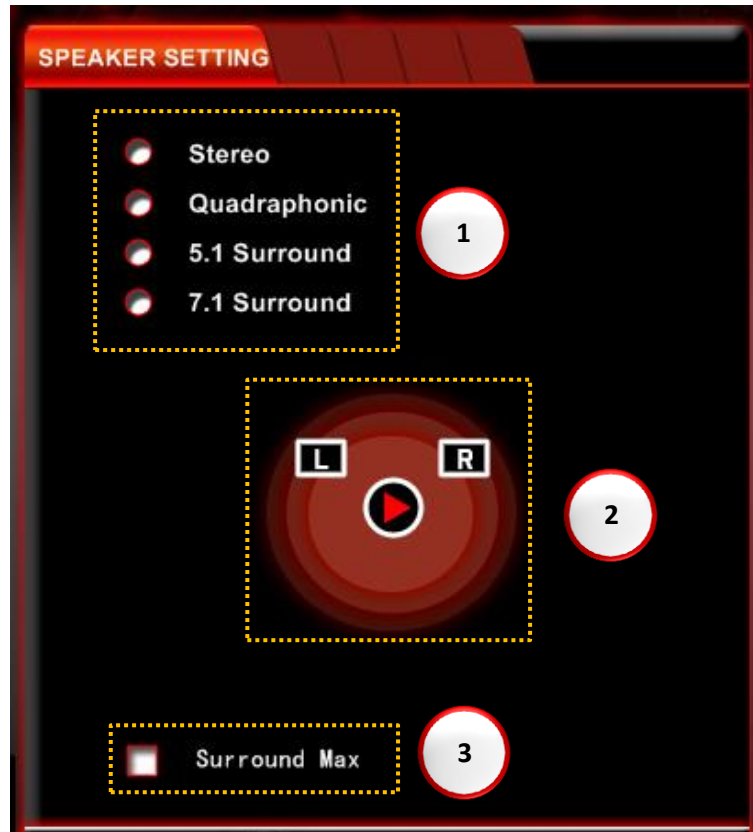 SPEAKER SETTING
Stereo
Quadraphonic
5.1 Surround
7.1 Surround
1
L R
2
Surround Max
3